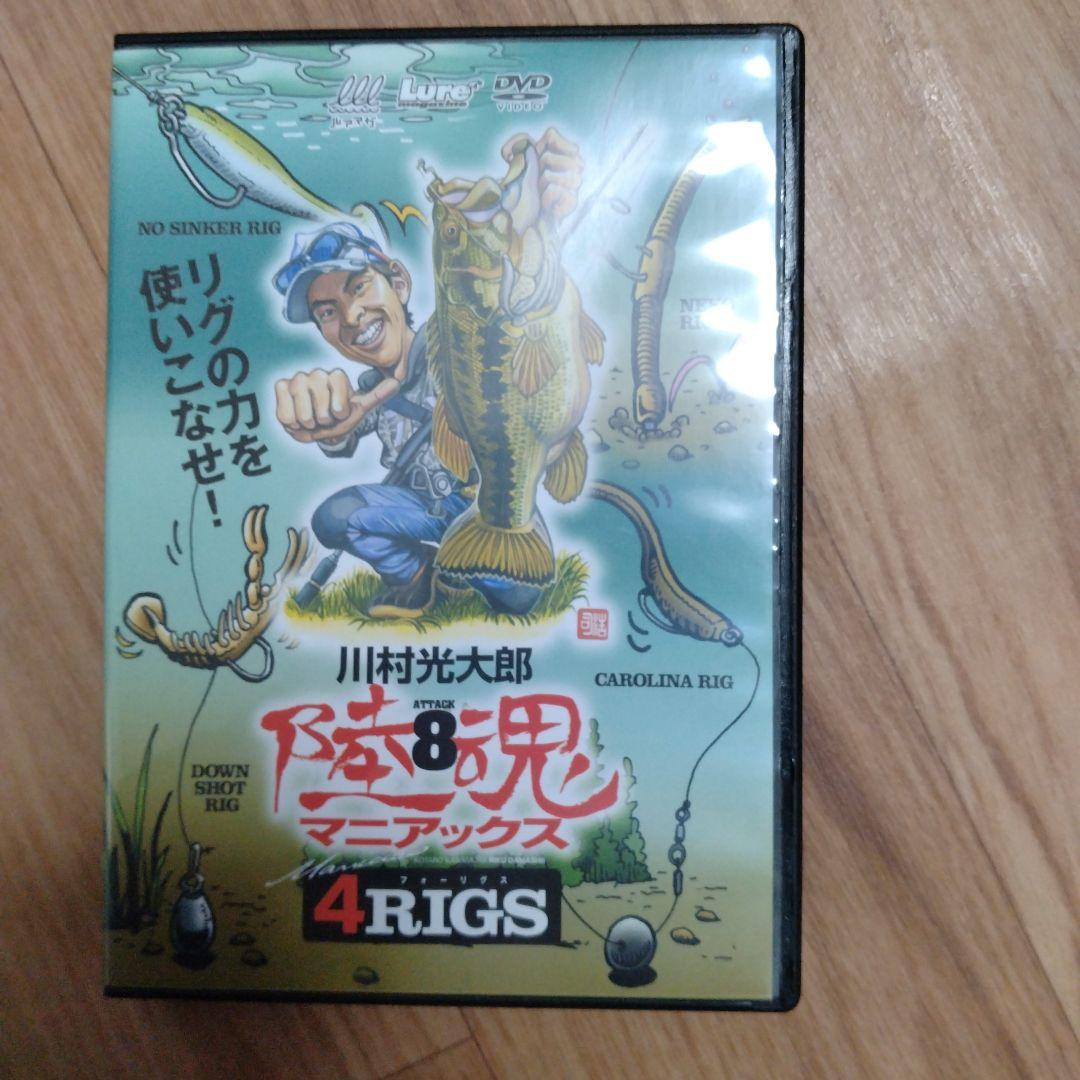 ルアマガ
Lure
magazine
DVD
VIDEO
NO SINKER RIG
リグの力を
使いこなせ!
NEKO
RIG
川村光大郎
CAROLINA RIG
ATTACK
陸魂
8
マニアックス
DOWN
SHOT
RIG
フォーリグス
4RIGS